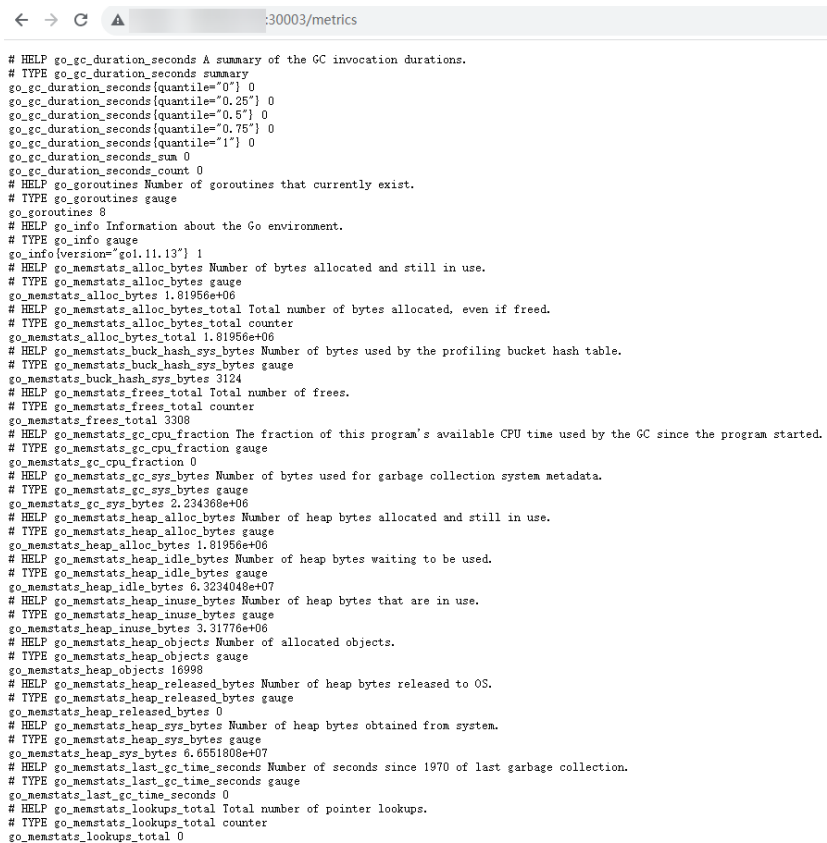 :30003/metrics
# HELP go_gc_duration_seconds A summary of the GC invocation durations.
# TYPE go_gc_duration_seconds summary
go_gc_duration_seconds{quantile="0"} 0
go_gc_duration_seconds{quantile="0.25"} 0
go_gc_duration_seconds{quantile="0.5"} 0
go_gc_duration_seconds{quantile="0.75"} 0
go_gc_duration_seconds{quantile="1"} 0
go_gc_duration_seconds_sum 0
go_gc_duration_seconds_count 0
# HELP go_goroutines Number of goroutines that currently exist.
# TYPE go_goroutines gauge
go_goroutines 8
# HELP go_info Information about the Go environment.
# TYPE go_info gauge
go_info{version="go1.11.13"} 1
# HELP go_memstats_alloc_bytes Number of bytes allocated and still in use.
# TYPE go_memstats_alloc_bytes gauge
go_memstats_alloc_bytes 1.81956e+06
# HELP go_memstats_alloc_bytes_total Total number of bytes allocated, even if freed.
# TYPE go_memstats_alloc_bytes_total counter
go_memstats_alloc_bytes_total 1.81956e+06
# HELP go_memstats_buck_hash_sys_bytes Number of bytes used by the profiling bucket hash table.
# TYPE go_memstats_buck_hash_sys_bytes gauge
go_memstats_buck_hash_sys_bytes 3124
# HELP go_memstats_frees_total Total number of frees.
# TYPE go_memstats_frees_total counter
go_memstats_frees_total 3308
# HELP go_memstats_gc_cpu_fraction The fraction of this program's available CPU time used by the GC since the program started.
# TYPE go_memstats_gc_cpu_fraction gauge
go_memstats_gc_cpu_fraction 0
# HELP go_memstats_gc_sys_bytes Number of bytes used for garbage collection system metadata.
# TYPE go_memstats_gc_sys_bytes gauge
go_memstats_gc_sys_bytes 2.234368e+06
# HELP go_memstats_heap_alloc_bytes Number of heap bytes allocated and still in use.
# TYPE go_memstats_heap_alloc_bytes gauge
go_memstats_heap_alloc_bytes 1.81956e+06
# HELP go_memstats_heap_idle_bytes Number of heap bytes waiting to be used.
# TYPE go_memstats_heap_idle_bytes gauge
go_memstats_heap_idle_bytes 6.3234048e+07
# HELP go_memstats_heap_inuse_bytes Number of heap bytes that are in use.
# TYPE go_memstats_heap_inuse_bytes gauge
go_memstats_heap_inuse_bytes 3.31776e+06
# HELP go_memstats_heap_objects Number of allocated objects.
# TYPE go_memstats_heap_objects gauge
go_memstats_heap_objects 16998
# HELP go_memstats_heap_released_bytes Number of heap bytes released to OS.
# TYPE go_memstats_heap_released_bytes gauge
go_memstats_heap_released_bytes 0
# HELP go_memstats_heap_sys_bytes Number of heap bytes obtained from system.
# TYPE go_memstats_heap_sys_bytes gauge
go_memstats_heap_sys_bytes 6.6551808e+07
# HELP go_memstats_last_gc_time_seconds Number of seconds since 1970 of last garbage collection.
# TYPE go_memstats_last_gc_time_seconds gauge
go_memstats_last_gc_time_seconds 0
# HELP go_memstats_lookups_total Total number of pointer lookups.
# TYPE go_memstats_lookups_total counter
go_memstats_lookups_total 0